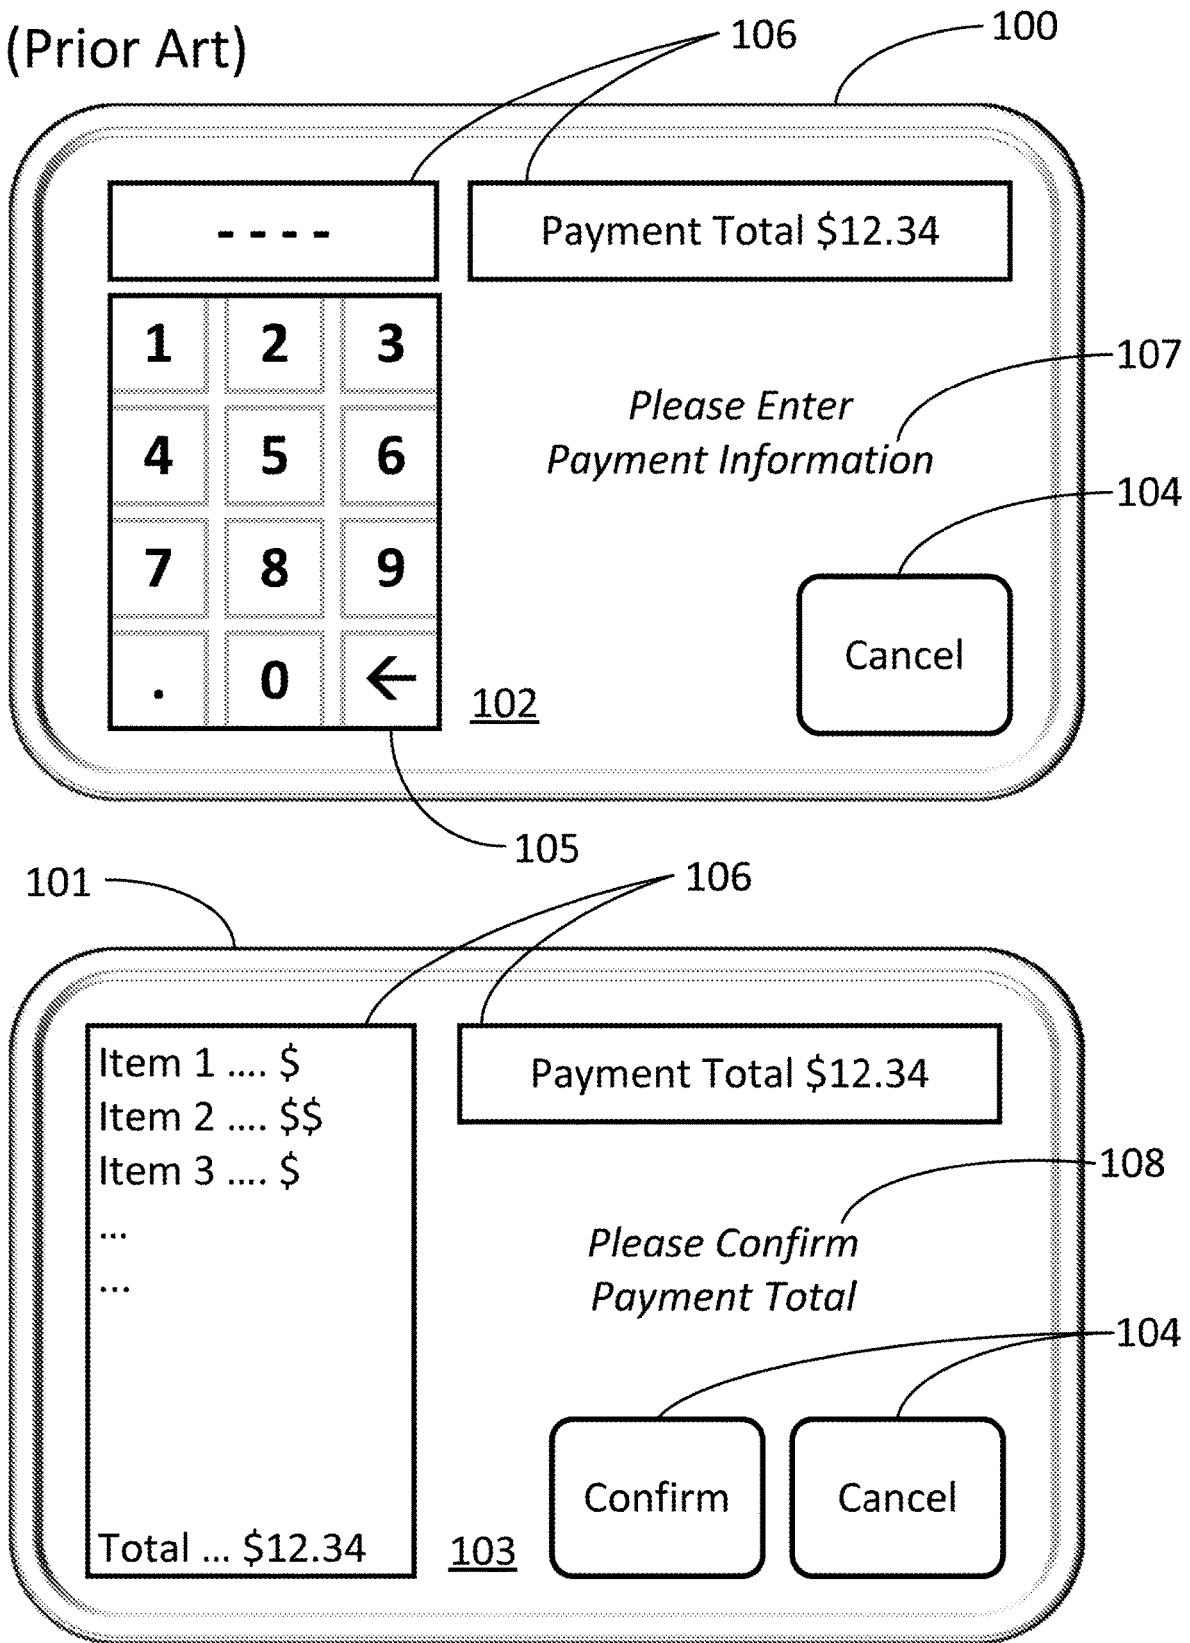 (Prior Art)
106
100
- - - -
Payment Total $12.34
1 2 3
107
Please Enter
Payment Information
4 5 6
104
7 8 9
Cancel
. 0 ←
102
105
101
106
Item 1 .... $
Payment Total $12.34
Item 2 .... $$
Item 3 .... $
108
...
Please Confirm
...
Payment Total
104
Confirm
Cancel
Total ... $12.34
103